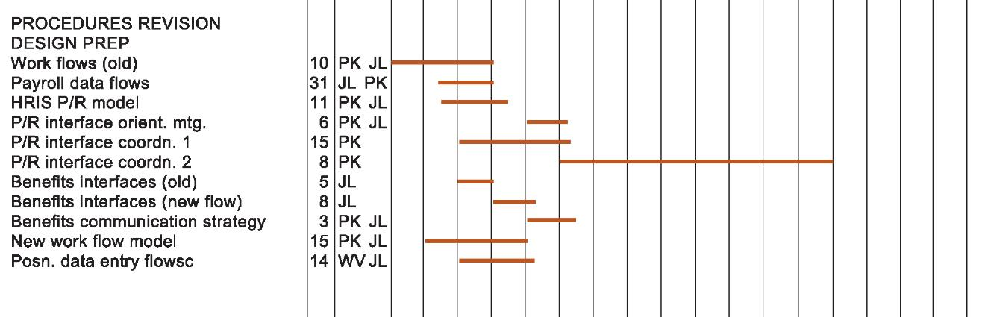 PROCEDURES REVISION
DESIGN PREP
Work flows (old) 10 PK JL
Payroll data flows 31 JL PK
HRIS P/R model 11 PK JL
P/R interface orient. mtg. 6 PK JL
P/R interface coordn. 1 15 PK
P/R interface coordn. 2 8 PK
Benefits interfaces (old) 5 JL
Benefits interfaces (new flow) 8 JL
Benefits communication strategy 3 PK JL
New work flow model 15 PK JL
Posn. data entry flowsc 14 WV JL